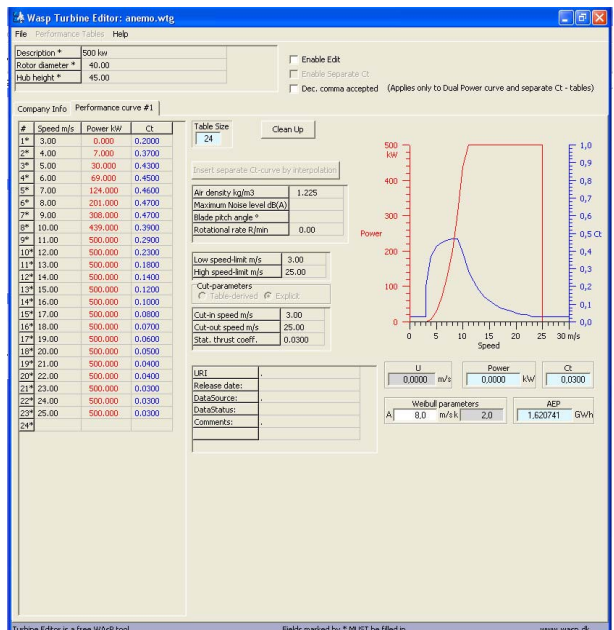 Wasp Turbine Editor: anemo.wtg
File Performance Tables Help
Description * 500 kw
Rotor diameter * 40.00
Hub height * 45.00
Enable Edit
Enable Separate Ct
Dec. comma accepted (Applies only to Dual Power curve and separate Ct - tables)
Company Info Performance curve #1
# Speed m/s Power kW Ct
1* 3.00 0.000 0.2000
2* 4.00 7.000 0.3700
3* 5.00 30.000 0.4300
4* 6.00 69.000 0.4500
5* 7.00 124.000 0.4600
6* 8.00 201.000 0.4700
7* 9.00 308.000 0.4700
8* 10.00 439.000 0.3900
9* 11.00 500.000 0.2900
10* 12.00 500.000 0.2300
11* 13.00 500.000 0.1800
12* 14.00 500.000 0.1400
13* 15.00 500.000 0.1200
14* 16.00 500.000 0.1000
15* 17.00 500.000 0.0800
16* 18.00 500.000 0.0700
17* 19.00 500.000 0.0600
18* 20.00 500.000 0.0500
19* 21.00 500.000 0.0400
20* 22.00 500.000 0.0400
21* 23.00 500.000 0.0300
22* 24.00 500.000 0.0300
23* 25.00 500.000 0.0300
24*
Table Size
24
Clean Up
Insert separate Ct-curve by interpolation
Air density kg/m3 1.225
Maximum Noise level dB(A)
Blade pitch angle °
Rotational rate R/min 0.00
Low speed-limit m/s 3.00
High speed-limit m/s 25.00
Cut-parameters
Table-derived Explicit
Cut-in speed m/s 3.00
Cut-out speed m/s 25.00
Stat. thrust coeff. 0.0300
URI .
Release date:
DataSource: .
DataStatus:
Comments: .
500
kW
400
300
Power
200
100
0
1,0
0,9
0,8
0,7
0,6
0,5 Ct
0,4
0,3
0,2
0,1
0,0
0 5 10 15 20 25 30 m/s
Speed
U Power Ct
0,0000 m/s 0,0000 kW 0,0300
Weibull parameters AEP
A 8,0 m/s k 2,0 1,620741 GWh
Turbine Editor is a free WAsP tool Fields marked by * MUST be filled in www.wasp.dk